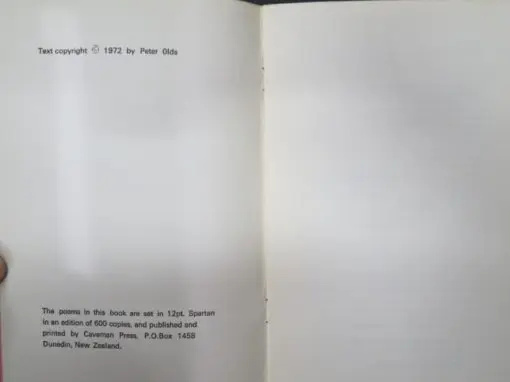 Text copyright © 1972 by Peter Olds
The poems in this book are set in 12pt. Spartan
in an edition of 600 copies, and published and
printed by Caveman Press, P.O.Box 1458
Dunedin, New Zealand.